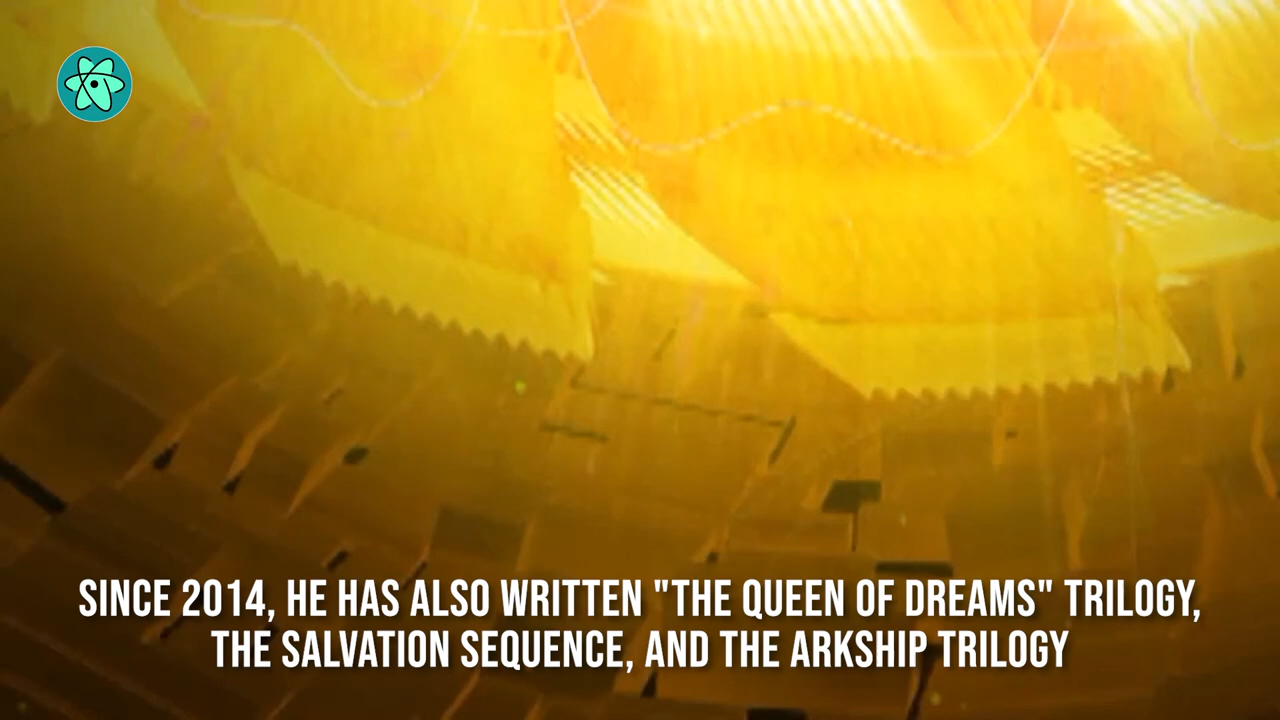 SINCE 2014, HE HAS ALSO WRITTEN "THE QUEEN OF DREAMS" TRILOGY,
THE SALVATION SEQUENCE, AND THE ARKSHIP TRILOGY